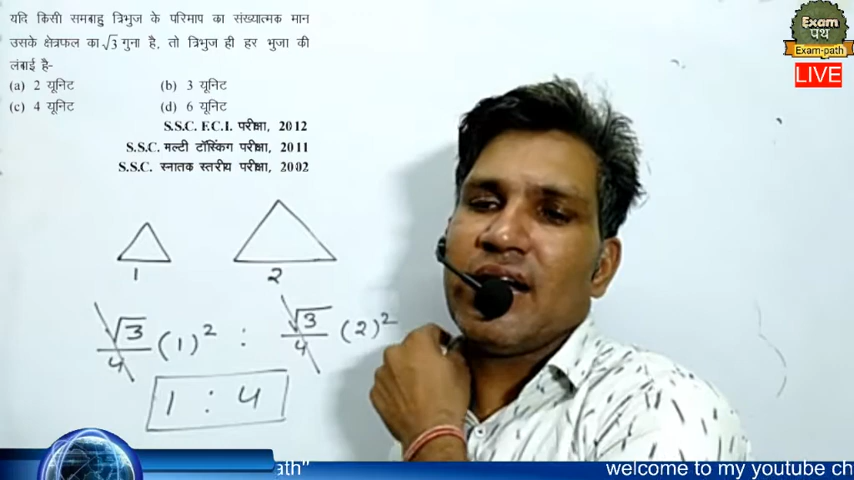 यदि किसी समबाहु त्रिभुज के परिमाप का संख्यात्मक मान
उसके क्षेत्रफल का √3 गुना है, तो त्रिभुज ही हर भुजा की
लंबाई है-
(a) 2 यूनिट (b) 3 यूनिट
(c) 4 यूनिट (d) 6 यूनिट
S.S.C. F.C.I. परीक्षा, 2012
S.S.C. मल्टी टॉस्किंग परीक्षा, 2011
S.S.C. स्नातक स्तरीय परीक्षा, 2002
Exam
पथ
Exam-path
LIVE
1 2
√3/4 (1)² : √3/4 (2)²
1 : 4
ath" welcome to my youtube ch